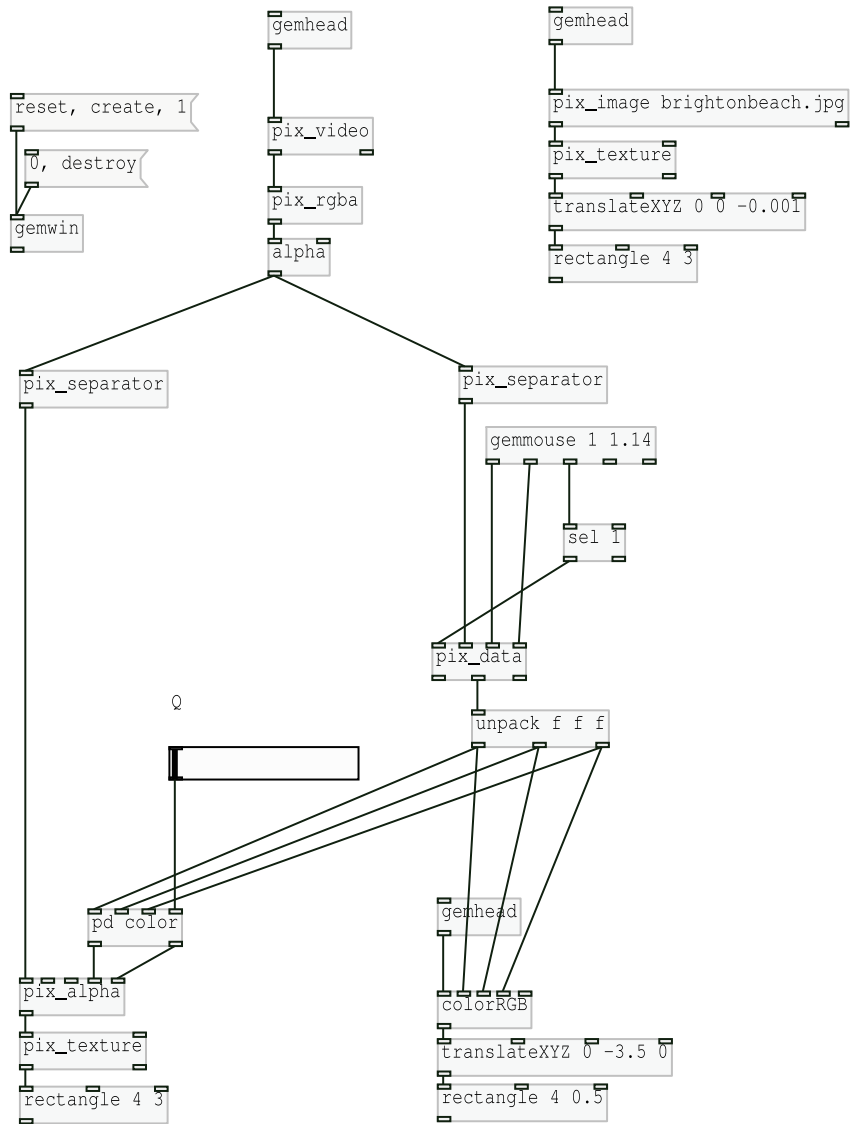 gemhead
gemhead
reset, create, 1
pix_image brightonbeach.jpg
pix_video
0, destroy
pix_texture
pix_rgba
translateXYZ 0 0 -0.001
gemwin
alpha
rectangle 4 3
pix_separator
pix_separator
gemmouse 1 1.14
sel 1
pix_data
Q
unpack f f f
pd color
gemhead
pix_alpha
colorRGB
pix_texture
translateXYZ 0 -3.5 0
rectangle 4 3
rectangle 4 0.5